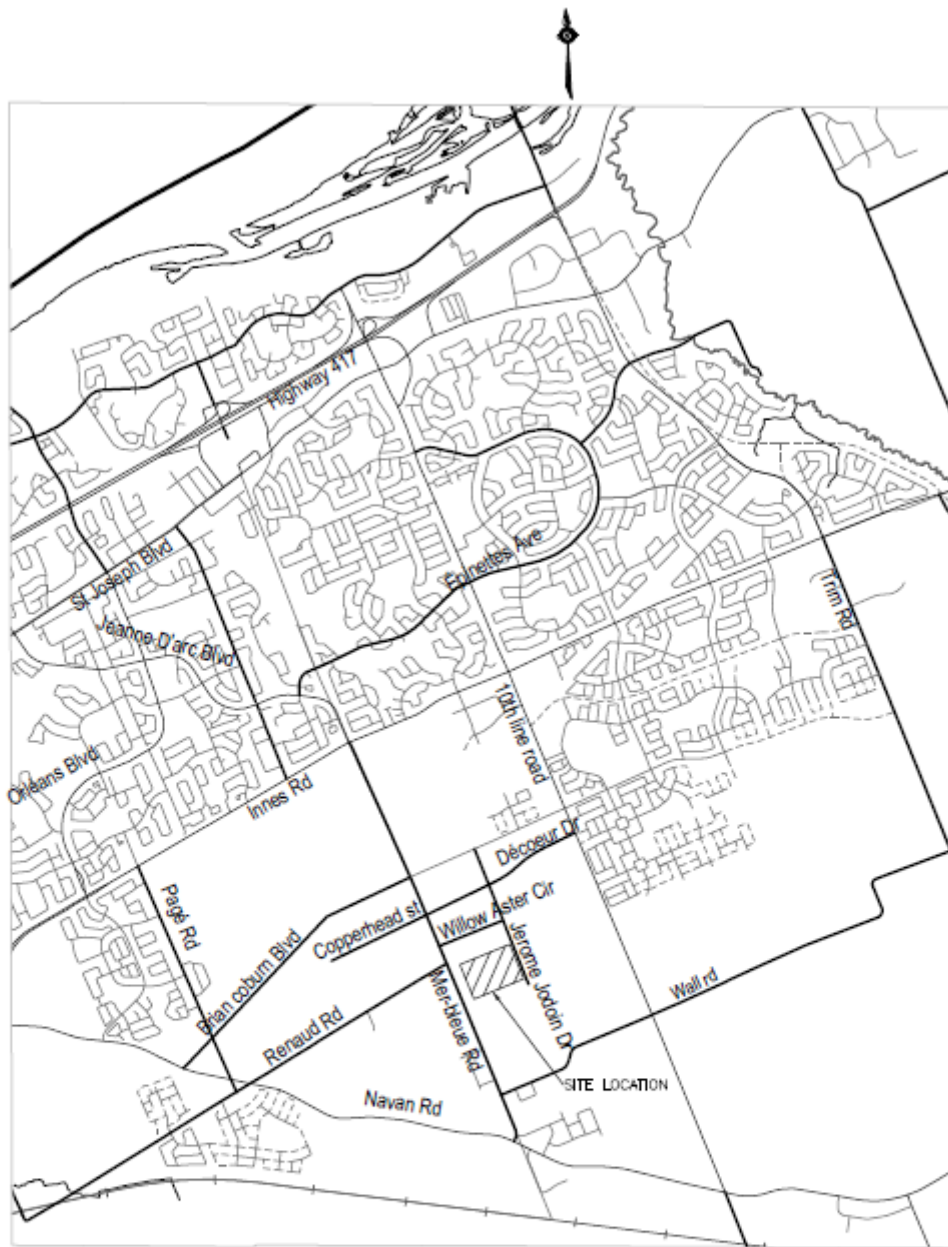 Highway 417
St Joseph Blvd
Épinettes Ave
Jeanne D'arc Blvd
Trim Rd
10th line road
Orléans Blvd
Innes Rd
Décoeur Dr
Pagé Rd
Willow Aster Cir
Copperhead st
Brian coburn Blvd
Jerome Jodoin Dr
Mer-bleue Rd
Wall rd
Renaud Rd
SITE LOCATION
Navan Rd